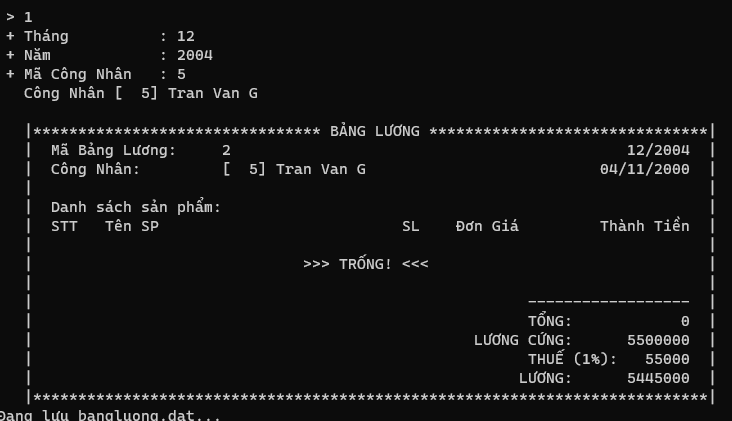 > 1
+ Tháng : 12
+ Năm : 2004
+ Mã Công Nhân : 5
Công Nhân [ 5] Tran Van G
|******************************** BẢNG LƯƠNG *******************************|
| Mã Bảng Lương: 2 12/2004 |
| Công Nhân: [ 5] Tran Van G 04/11/2000 |
| |
| Danh sách sản phẩm: |
| STT Tên SP SL Đơn Giá Thành Tiền |
| |
| >>> TRỐNG! <<< |
| |
| ------------------ |
| TỔNG: 0 |
| LƯƠNG CỨNG: 5500000 |
| THUẾ (1%): 55000 |
| LƯƠNG: 5445000 |
|***************************************************************************|
Đang lưu bangluong.dat...